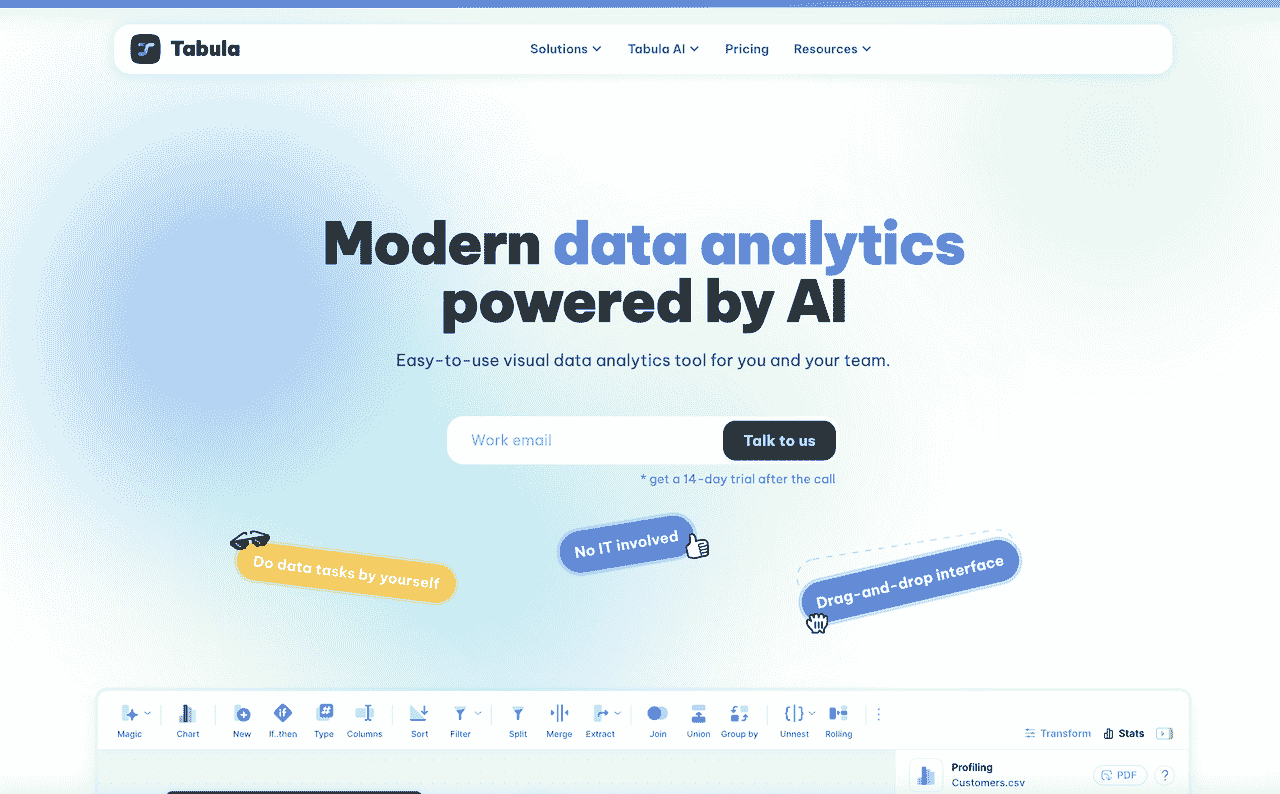 Tabula
Solutions
Tabula AI
Pricing
Resources
Modern data analytics
powered by AI
Easy-to-use visual data analytics tool for you and your team.
Work email
Talk to us
* get a 14-day trial after the call
Do data tasks by yourself
No IT involved
Drag-and-drop interface
Magic
Chart
New
If..then
Type
Columns
Sort
Filter
Split
Merge
Extract
Join
Union
Group by
Unnest
Rolling
Transform
Stats
Profiling
Customers.csv
PDF
?